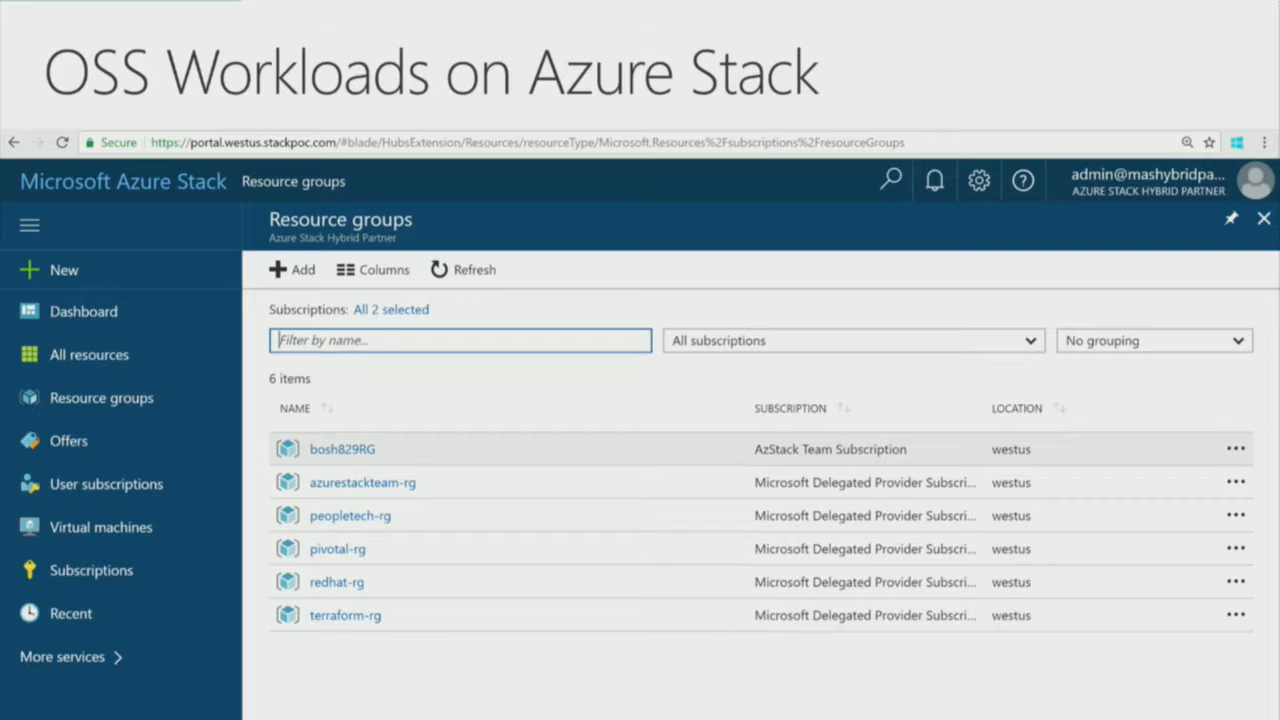 OSS Workloads on Azure Stack
Secure https://portal.westus.stackpoc.com/#blade/HubsExtension/Resources/resourceType/Microsoft.Resources%2Fsubscriptions%2FresourceGroups
Microsoft Azure Stack Resource groups
admin@mashybridpa...
AZURE STACK HYBRID PARTNER
Resource groups
Azure Stack Hybrid Partner
New
Dashboard
All resources
Resource groups
Offers
User subscriptions
Virtual machines
Subscriptions
Recent
More services
Add Columns Refresh
Subscriptions: All 2 selected
Filter by name... All subscriptions No grouping
6 items
NAME SUBSCRIPTION LOCATION
bosh829RG AzStack Team Subscription westus
azurestackteam-rg Microsoft Delegated Provider Subscri... westus
peopletech-rg Microsoft Delegated Provider Subscri... westus
pivotal-rg Microsoft Delegated Provider Subscri... westus
redhat-rg Microsoft Delegated Provider Subscri... westus
terraform-rg Microsoft Delegated Provider Subscri... westus